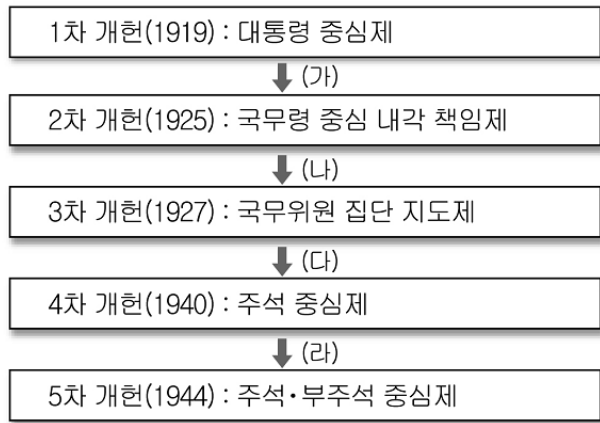 1차 개헌(1919) : 대통령 중심제
(가)
2차 개헌(1925) : 국무령 중심 내각 책임제
(나)
3차 개헌(1927) : 국무위원 집단 지도제
(다)
4차 개헌(1940) : 주석 중심제
(라)
5차 개헌(1944) : 주석·부주석 중심제